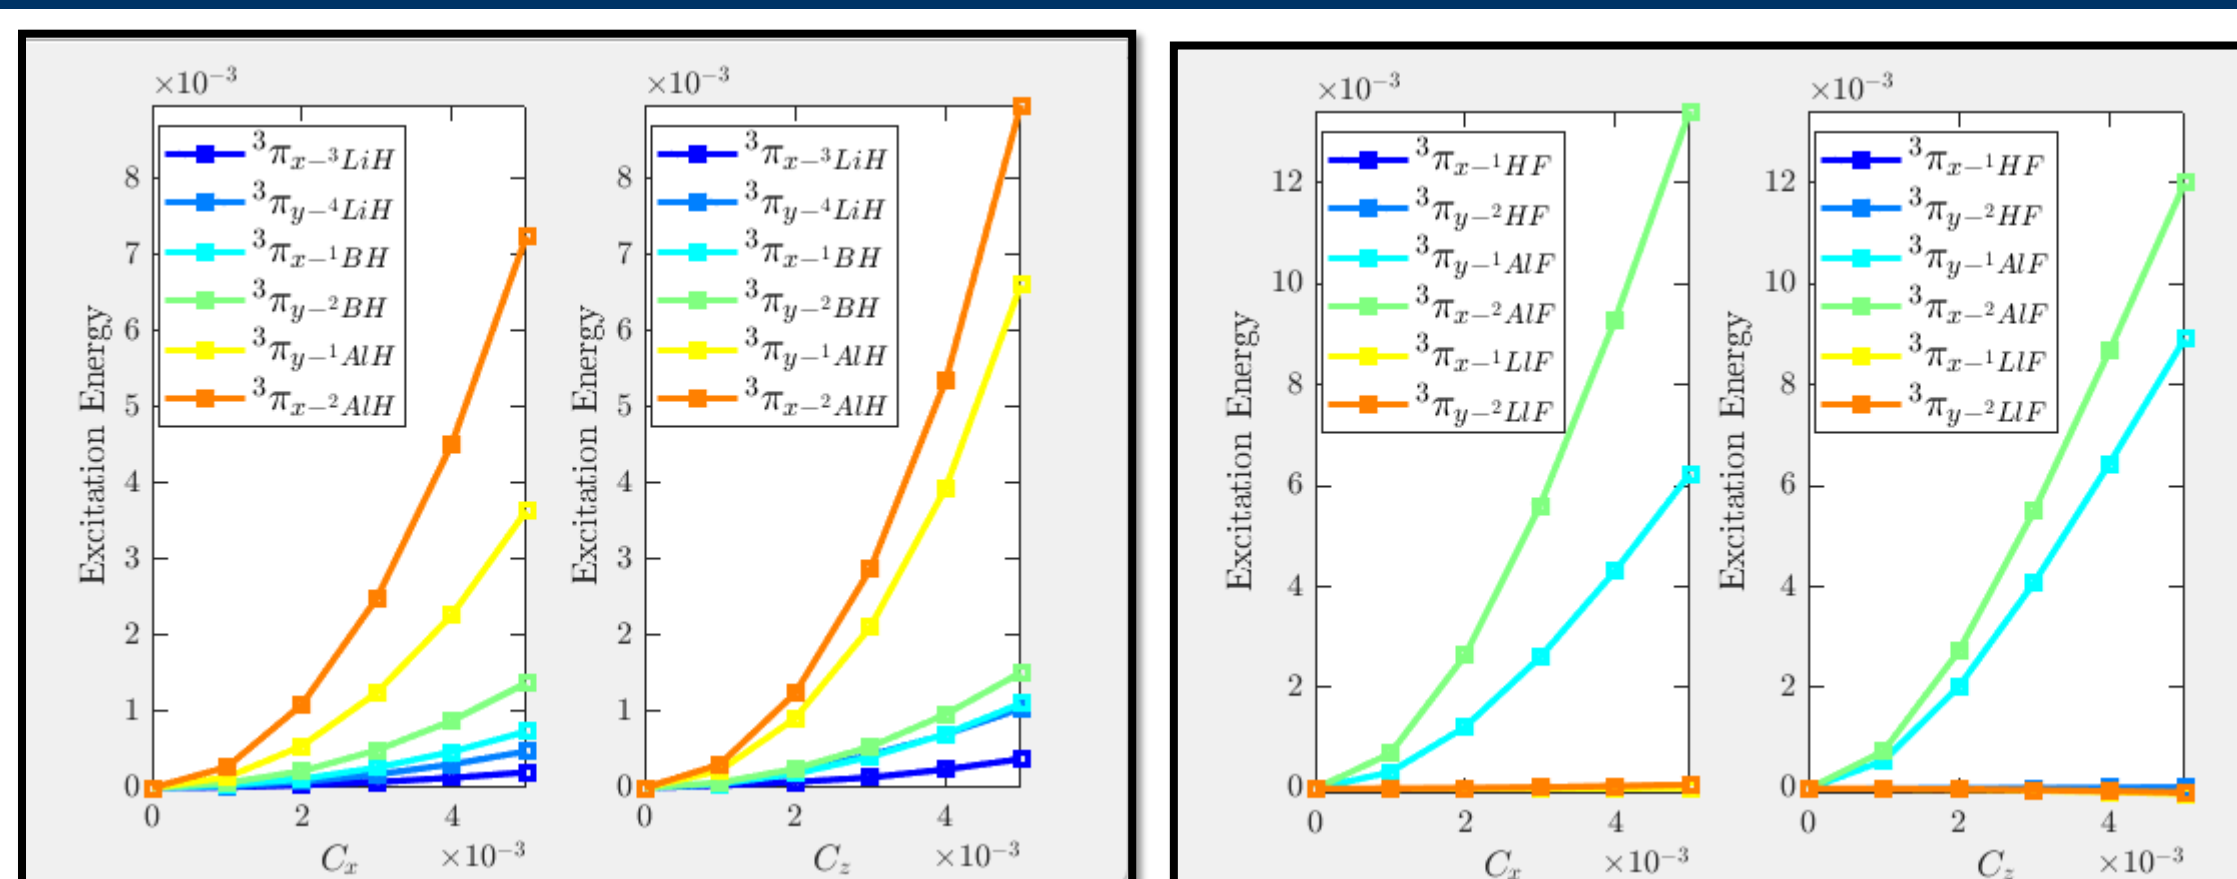 ×10⁻³
³π_{x−³LiH}
³π_{y−⁴LiH}
³π_{x−¹BH}
³π_{y−²BH}
³π_{y−¹AlH}
³π_{x−²AlH}
8
7
6
5
4
3
2
1
0
Excitation Energy
0 2 4
C_x ×10⁻³
×10⁻³
³π_{x−³LiH}
³π_{y−⁴LiH}
³π_{x−¹BH}
³π_{y−²BH}
³π_{y−¹AlH}
³π_{x−²AlH}
8
7
6
5
4
3
2
1
0
Excitation Energy
0 2 4
C_z ×10⁻³
×10⁻³
³π_{x−¹HF}
³π_{y−²HF}
³π_{y−¹AlF}
³π_{x−²AlF}
³π_{x−¹LlF}
³π_{y−²LlF}
12
10
8
6
4
2
0
Excitation Energy
0 2 4
C_x ×10⁻³
×10⁻³
³π_{x−¹HF}
³π_{y−²HF}
³π_{y−¹AlF}
³π_{x−²AlF}
³π_{x−¹LlF}
³π_{y−²LlF}
12
10
8
6
4
2
0
Excitation Energy
0 2 4
C_z ×10⁻³